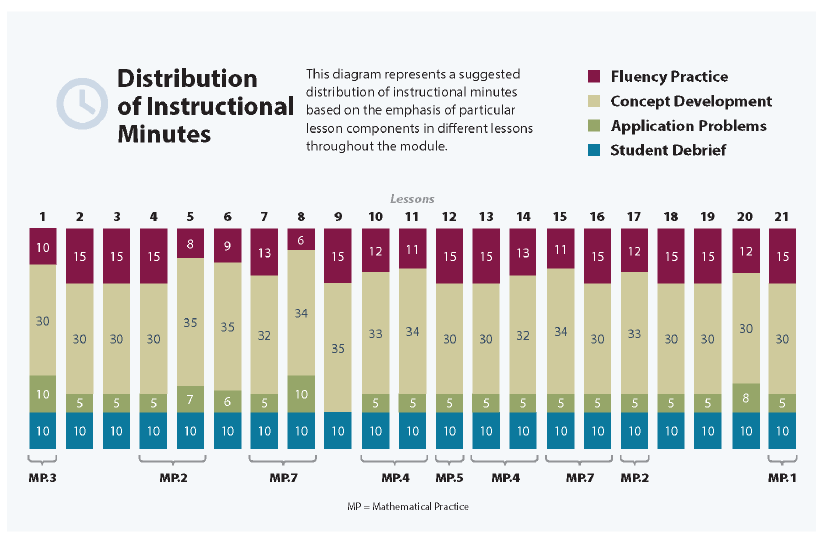 Distribution
of Instructional
Minutes
This diagram represents a suggested
distribution of instructional minutes
based on the emphasis of particular
lesson components in different lessons
throughout the module.
Fluency Practice
Concept Development
Application Problems
Student Debrief
Lessons
1 2 3 4 5 6 7 8 9 10 11 12 13 14 15 16 17 18 19 20 21
10 15 15 15 8 9 13 6 15 12 11 15 15 13 11 15 12 15 15 12 15
30 30 30 30 35 35 32 34 35 33 34 30 30 32 34 30 33 30 30 30 30
10 5 5 5 7 6 5 10 5 5 5 5 5 5 5 5 5 5 8 5
10 10 10 10 10 10 10 10 10 10 10 10 10 10 10 10 10 10 10 10 10
MP.3 MP.2 MP.7 MP.4 MP.5 MP.4 MP.7 MP.2 MP.1
MP = Mathematical Practice